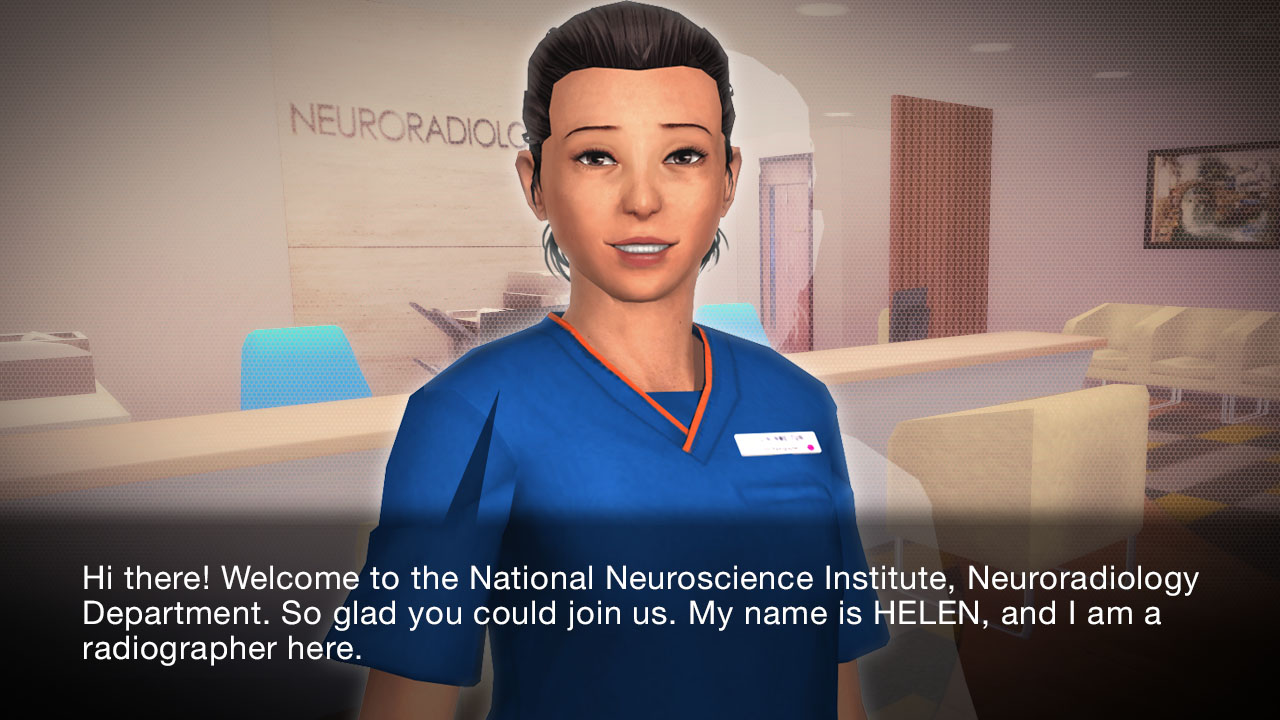 NEURORADIOLO
Hi there! Welcome to the National Neuroscience Institute, Neuroradiology
Department. So glad you could join us. My name is HELEN, and I am a
radiographer here.